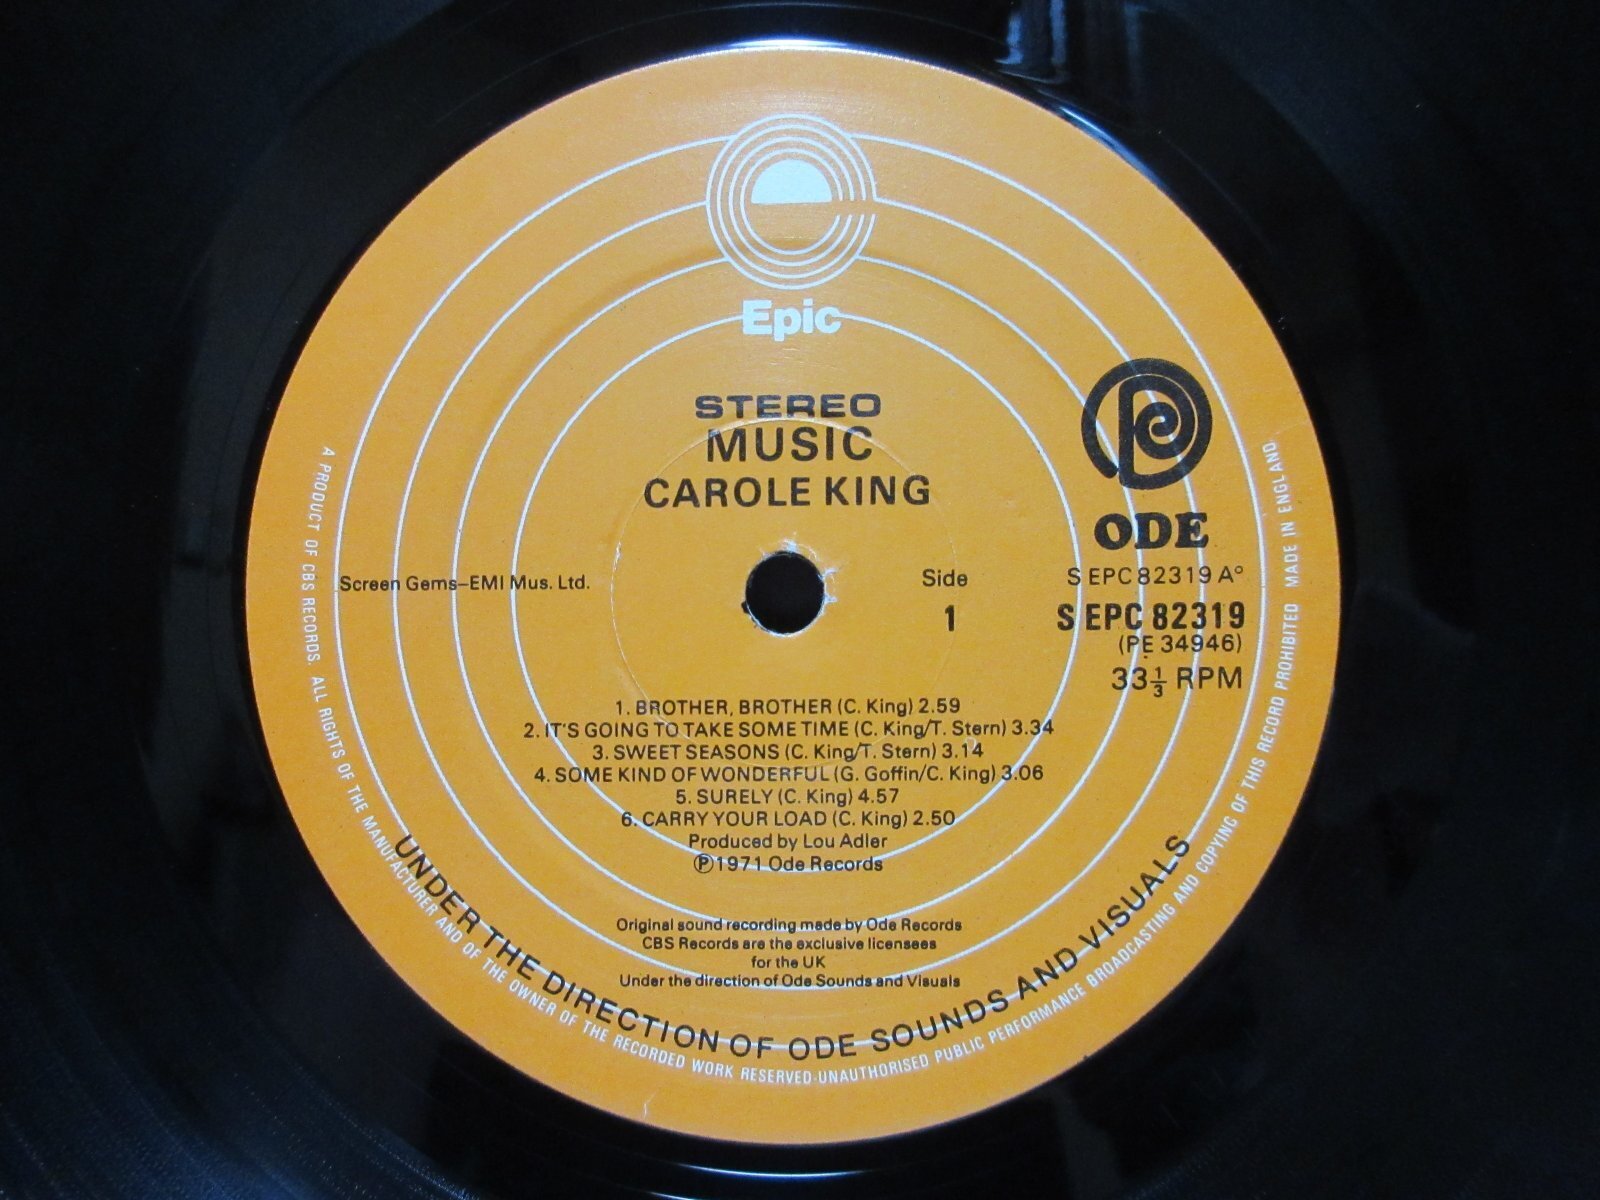 Epic
STEREO
MUSIC
CAROLE KING
ODE
Screen Gems–EMI Mus. Ltd.
Side
1
S EPC 82319 A°
S EPC 82319
(PE 34946)
33⅓ RPM
1. BROTHER, BROTHER (C. King) 2.59
2. IT'S GOING TO TAKE SOME TIME (C. King/T. Stern) 3.34
3. SWEET SEASONS (C. King/T. Stern) 3.14
4. SOME KIND OF WONDERFUL (G. Goffin/C. King) 3.06
5. SURELY (C. King) 4.57
6. CARRY YOUR LOAD (C. King) 2.50
Produced by Lou Adler
Ⓟ1971 Ode Records
Original sound recording made by Ode Records
CBS Records are the exclusive licensees
for the UK
Under the direction of Ode Sounds and Visuals
UNDER THE DIRECTION OF ODE SOUNDS AND VISUALS
A PRODUCT OF CBS RECORDS. ALL RIGHTS OF THE MANUFACTURER AND OF THE OWNER OF THE RECORDED WORK RESERVED-UNAUTHORISED PUBLIC PERFORMANCE BROADCASTING AND COPYING OF THIS RECORD PROHIBITED MADE IN ENGLAND